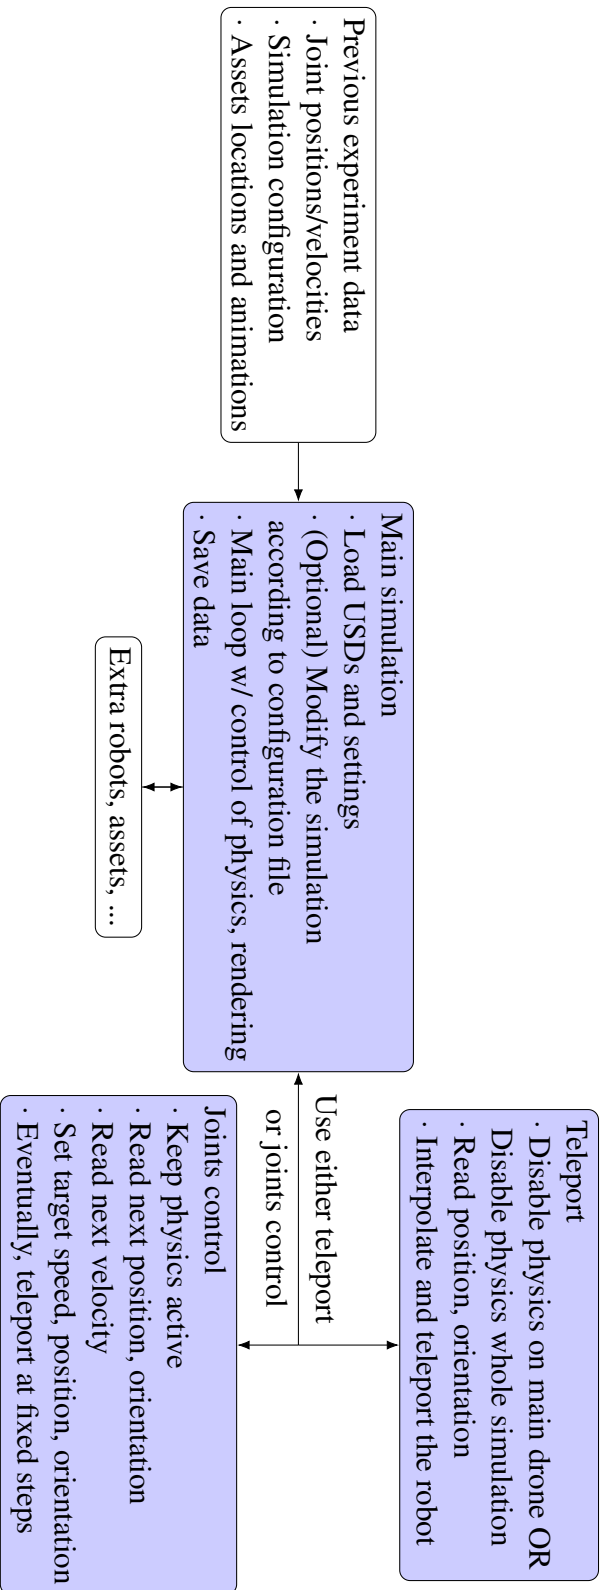 Previous experiment data
· Joint positions/velocities
· Simulation configuration
· Assets locations and animations
Main simulation
· Load USDs and settings
· (Optional) Modify the simulation
according to configuration file
· Main loop w/ control of physics, rendering
· Save data
Extra robots, assets, ...
Use either teleport
or joints control
Teleport
· Disable physics on main drone OR
Disable physics whole simulation
· Read position, orientation
· Interpolate and teleport the robot
Joints control
· Keep physics active
· Read next position, orientation
· Read next velocity
· Set target speed, position, orientation
· Eventually, teleport at fixed steps